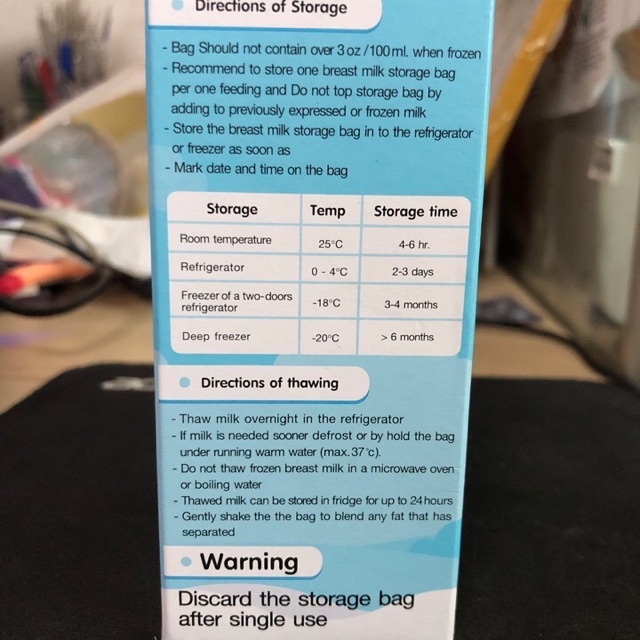 Directions of Storage
- Bag Should not contain over 3 oz /100 ml. when frozen
- Recommend to store one breast milk storage bag
per one feeding and Do not top storage bag by
adding to previously expressed or frozen milk
- Store the breast milk storage bag in to the refrigerator
or freezer as soon as
- Mark date and time on the bag
Storage Temp Storage time
Room temperature 25°C 4-6 hr.
Refrigerator 0 - 4°C 2-3 days
Freezer of a two-doors
refrigerator -18°C 3-4 months
Deep freezer -20°C > 6 months
Directions of thawing
- Thaw milk overnight in the refrigerator
- If milk is needed sooner defrost or by hold the bag
under running warm water (max. 37 °c).
- Do not thaw frozen breast milk in a microwave oven
or boiling water
- Thawed milk can be stored in fridge for up to 24 hours
- Gently shake the the bag to blend any fat that has
separated
Warning
Discard the storage bag
after single use